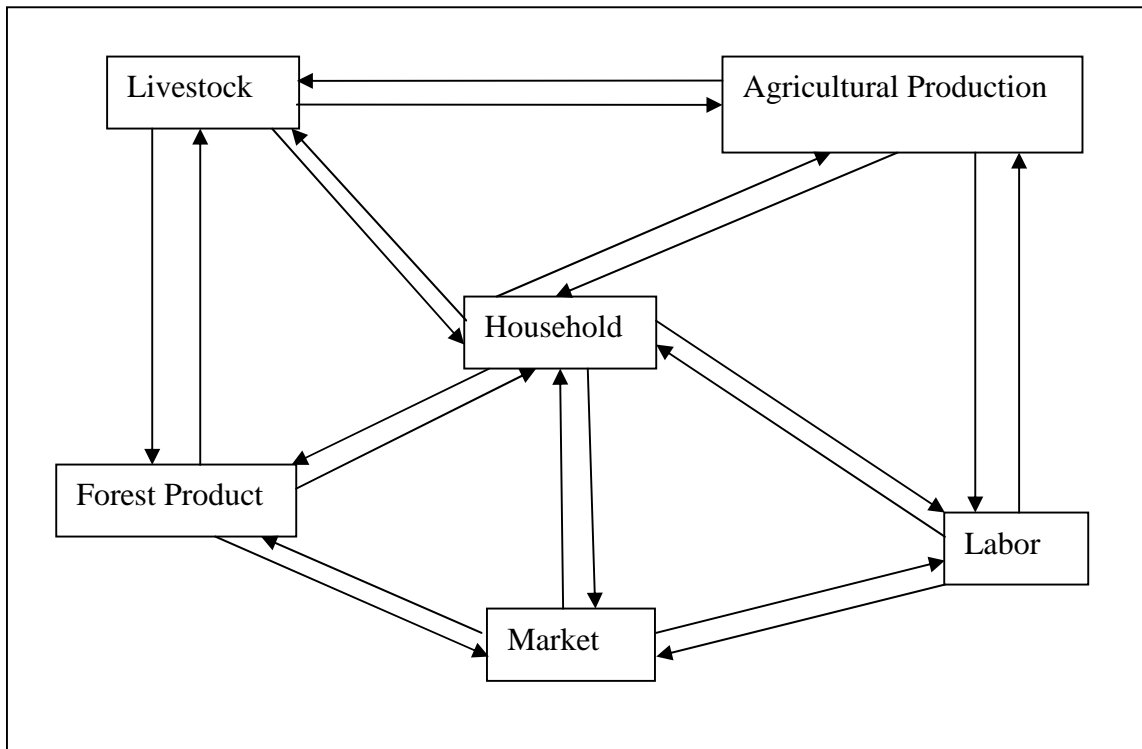 Livestock
Agricultural Production
Household
Forest Product
Labor
Market